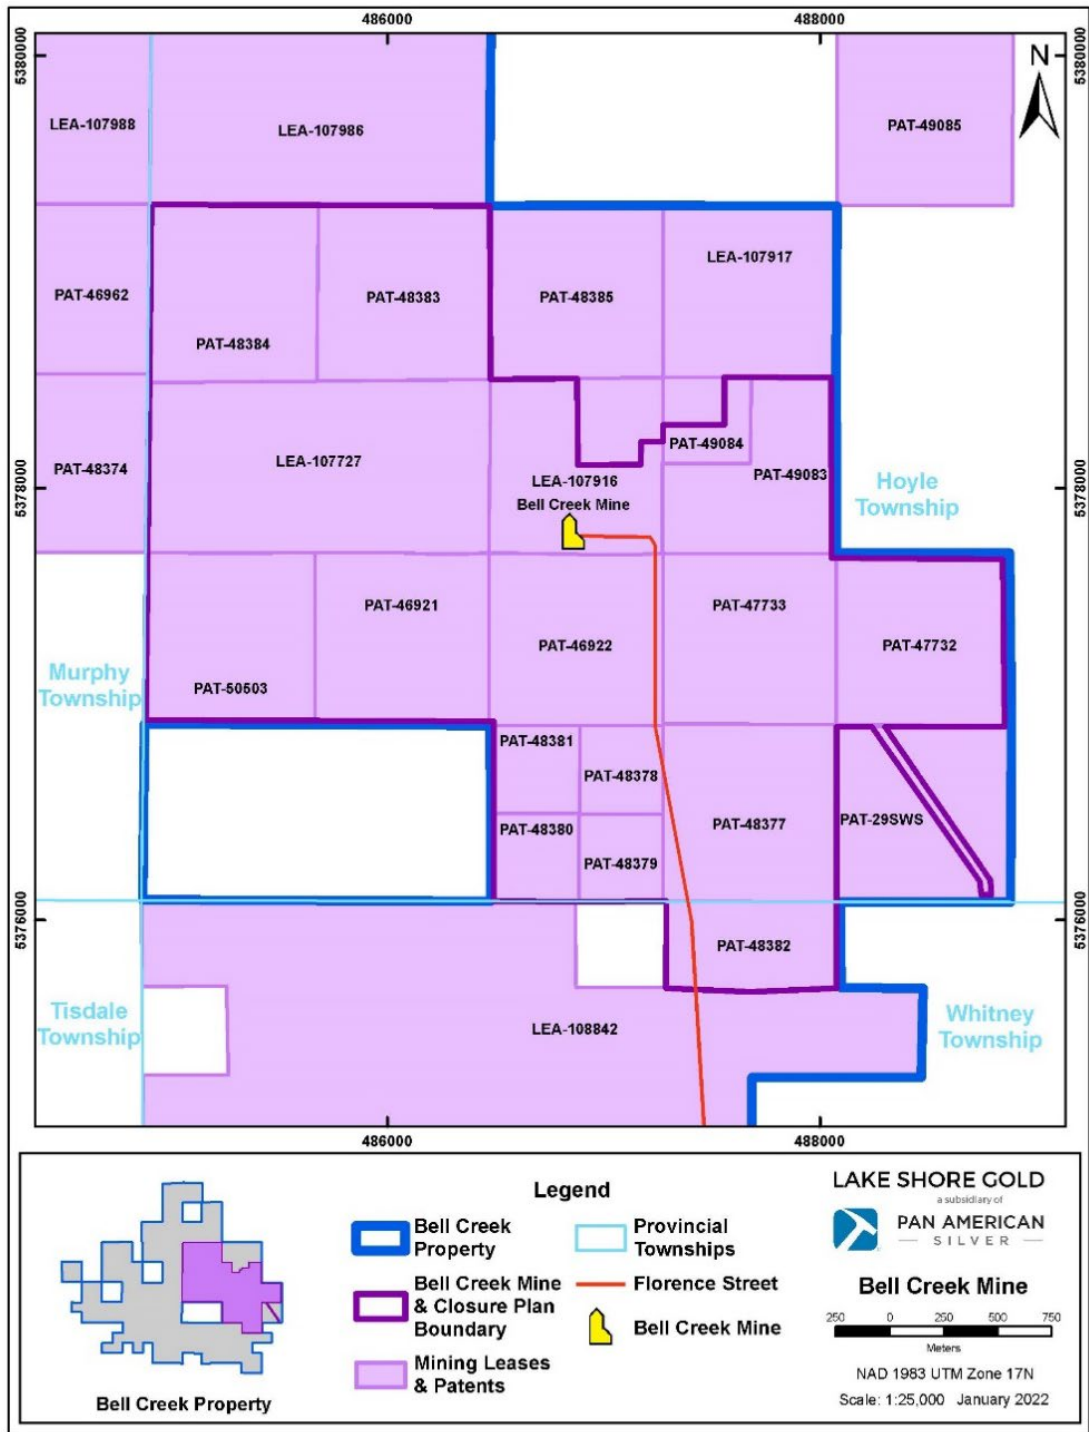 486000
488000
5380000
5380000
N
LEA-107988
LEA-107986
PAT-49085
PAT-46962
PAT-48384
PAT-48383
PAT-48385
LEA-107917
PAT-48374
LEA-107727
LEA-107916
PAT-49084
PAT-49083
Bell Creek Mine
5378000
5378000
Hoyle
Township
PAT-46921
PAT-47733
PAT-46922
PAT-47732
PAT-50503
Murphy
Township
PAT-48381
PAT-48378
PAT-48377
PAT-29SWS
PAT-48380
PAT-48379
5376000
5376000
PAT-48382
Tisdale
Township
LEA-108842
Whitney
Township
486000
488000
Bell Creek Property
Legend
Bell Creek
Property
Bell Creek Mine
& Closure Plan
Boundary
Mining Leases
& Patents
Provincial
Townships
Florence Street
Bell Creek Mine
LAKE SHORE GOLD
a subsidiary of
PAN AMERICAN
— SILVER —
Bell Creek Mine
250 0 250 500 750
Meters
NAD 1983 UTM Zone 17N
Scale: 1:25,000 January 2022